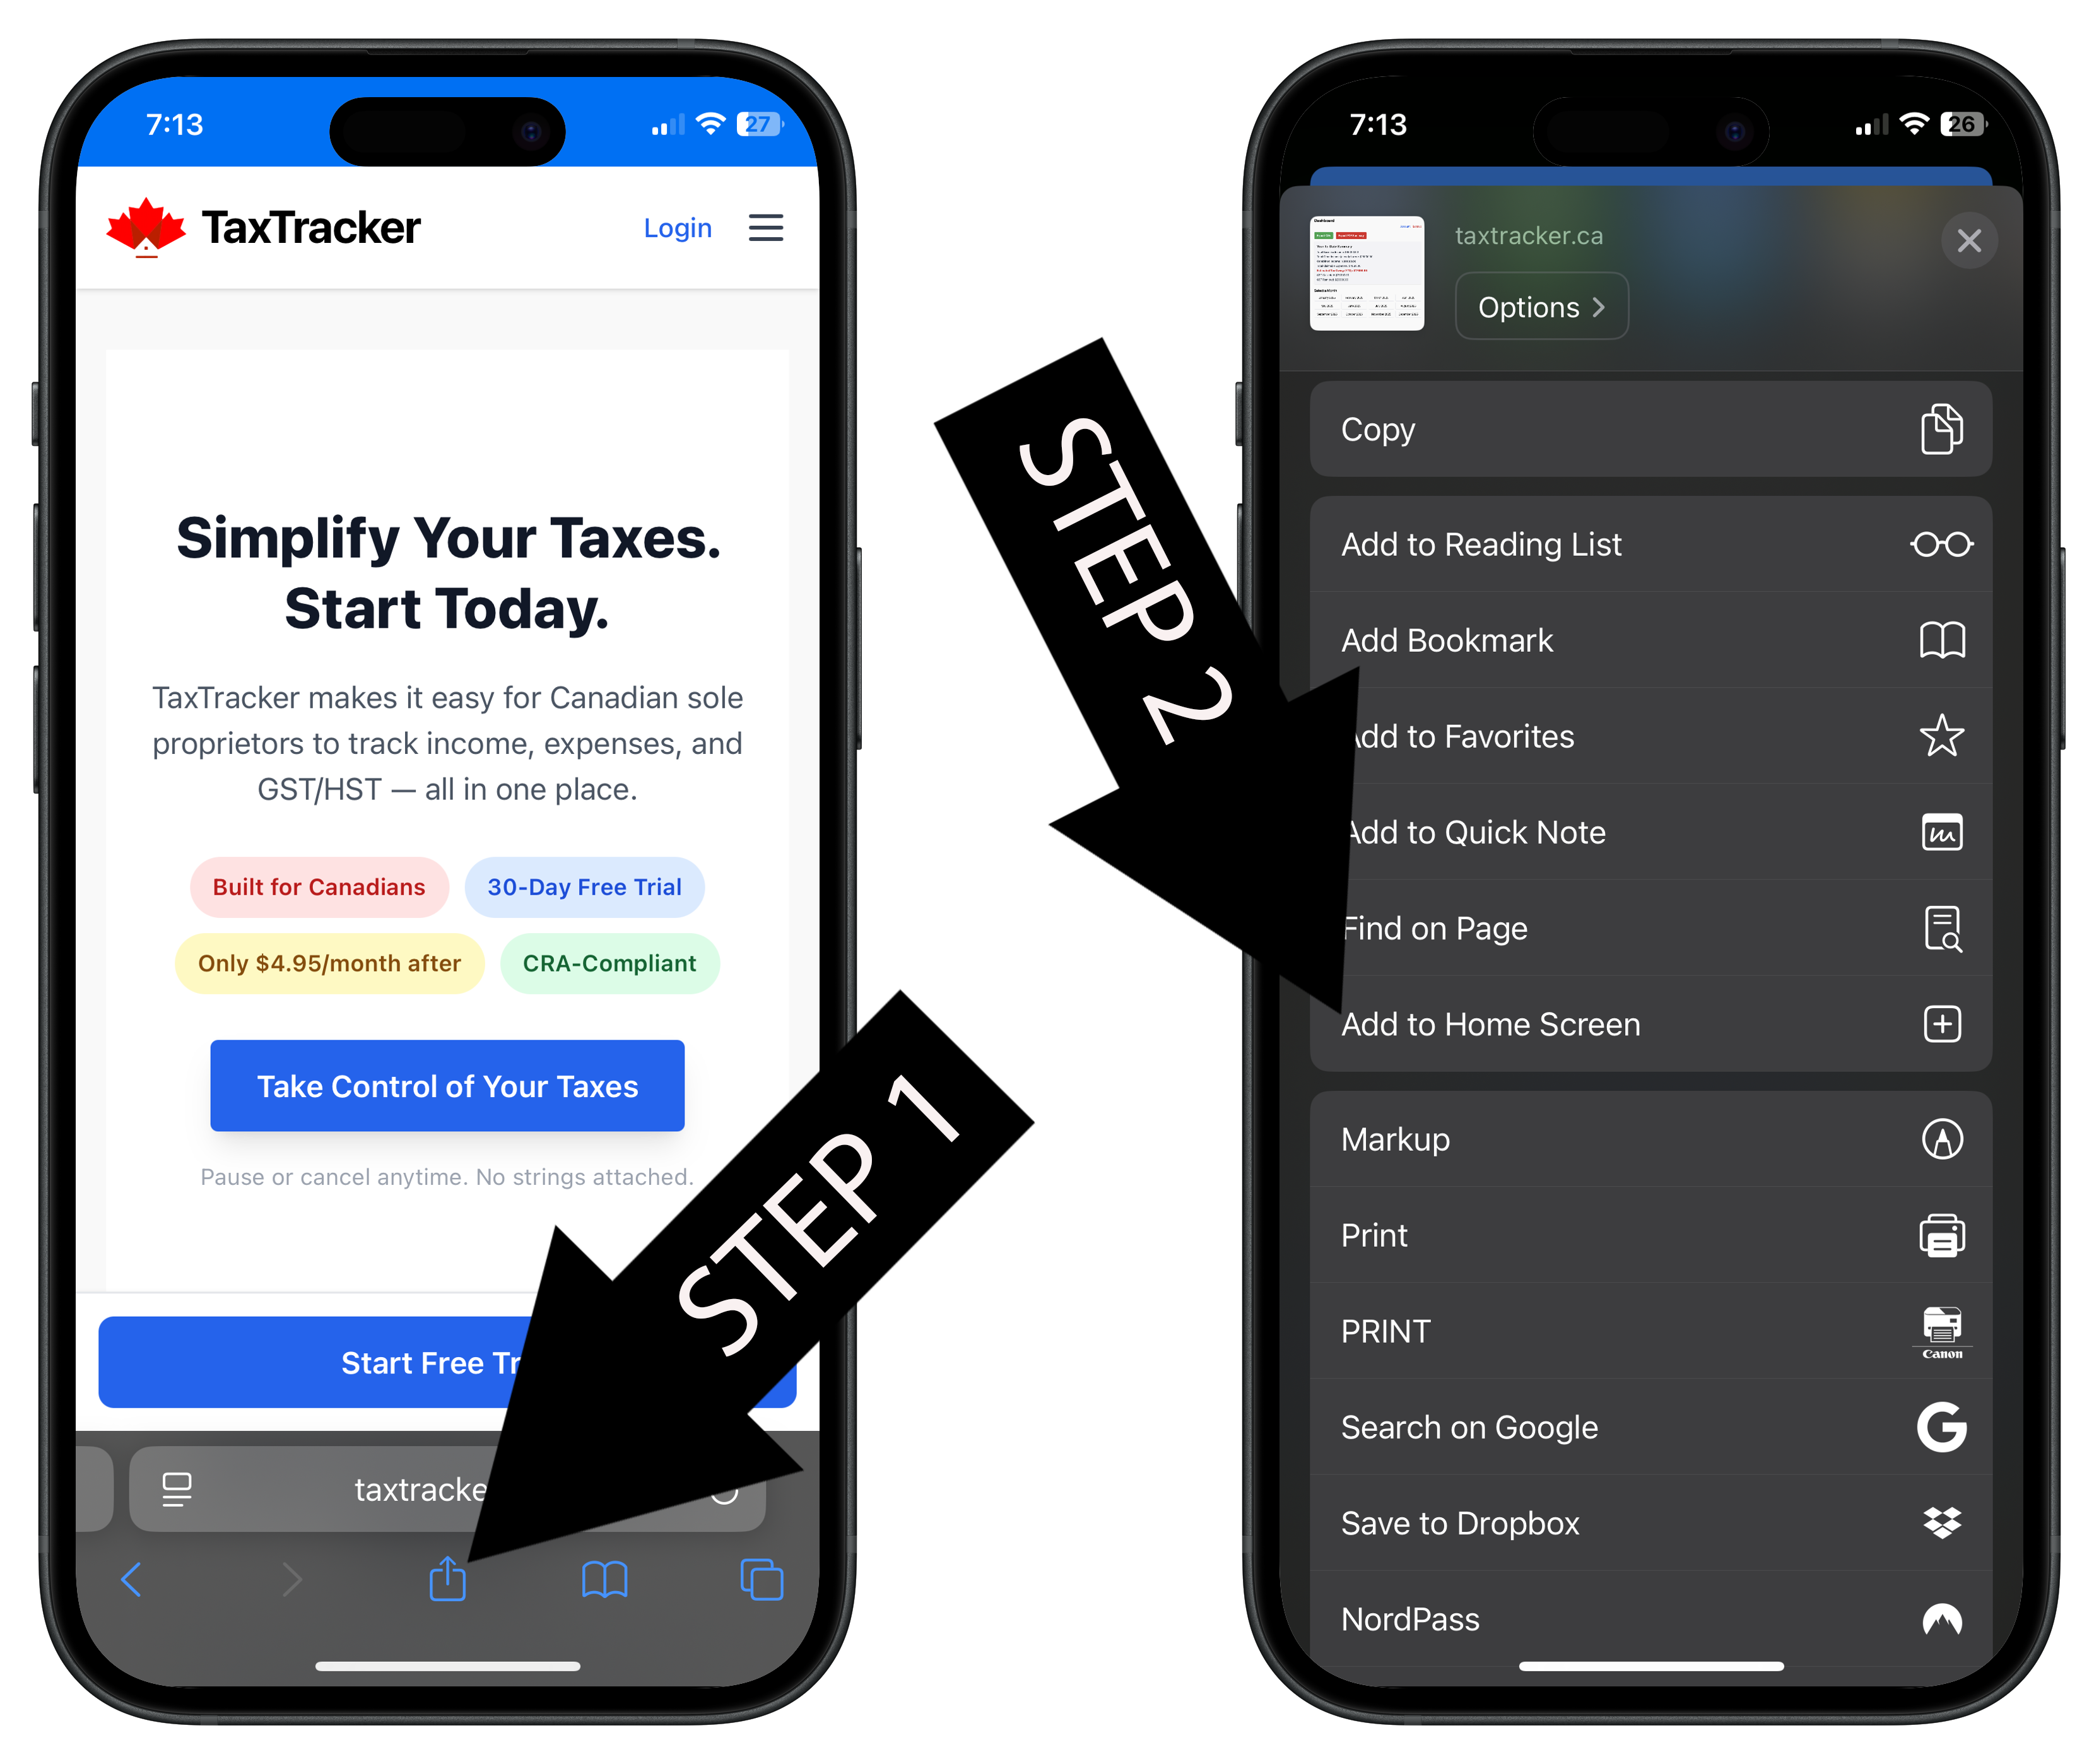 7:13
27
TaxTracker
Login
Simplify Your Taxes.
Start Today.
TaxTracker makes it easy for Canadian sole
proprietors to track income, expenses, and
GST/HST — all in one place.
Built for Canadians
30-Day Free Trial
Only $4.95/month after
CRA-Compliant
Take Control of Your Taxes
Pause or cancel anytime. No strings attached.
Start Free Tr
taxtracke
STEP 1
STEP 2
7:13
26
Dashboard
taxtracker.ca
Options
Copy
Add to Reading List
Add Bookmark
Add to Favorites
Add to Quick Note
Find on Page
Add to Home Screen
Markup
Print
PRINT
Canon
Search on Google
Save to Dropbox
NordPass